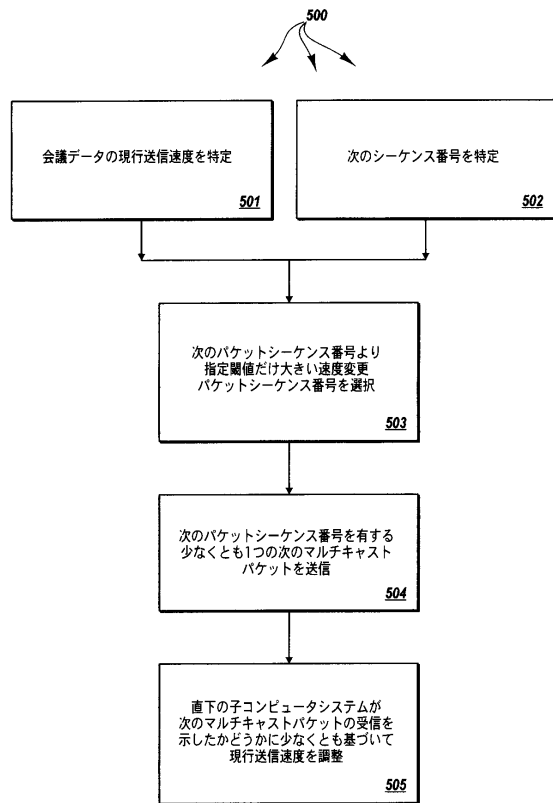 500
会議データの現行送信速度を特定
501
次のシーケンス番号を特定
502
次のパケットシーケンス番号より
指定閾値だけ大きい速度変更
パケットシーケンス番号を選択
503
次のパケットシーケンス番号を有する
少なくとも1つの次のマルチキャスト
パケットを送信
504
直下の子コンピュータシステムが
次のマルチキャストパケットの受信を
示したかどうかに少なくとも基づいて
現行送信速度を調整
505